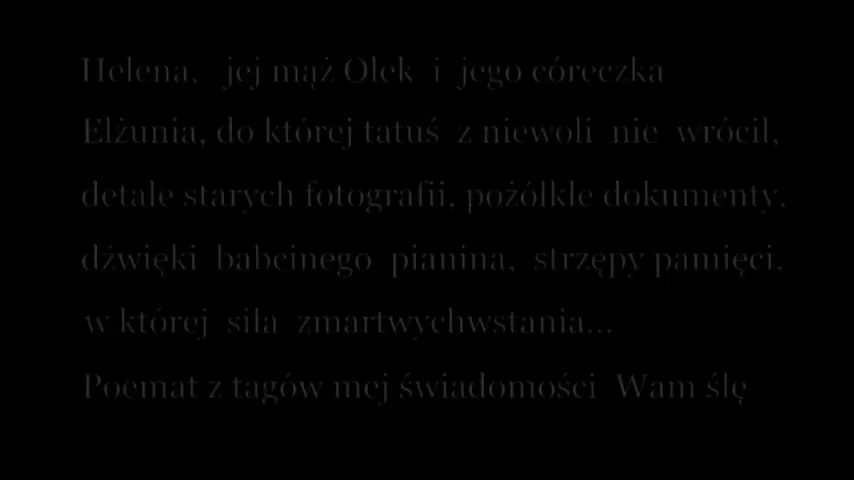 Helena, jej mąż Olek i jego córeczka
Elżunia, do której tatuś z niewoli nie wrócił,
detale starych fotografii, pożółkłe dokumenty,
dźwięki babcinego pianina, strzępy pamięci,
w której siła zmartwychwstania...
Poemat z tagów mej świadomości Wam ślę